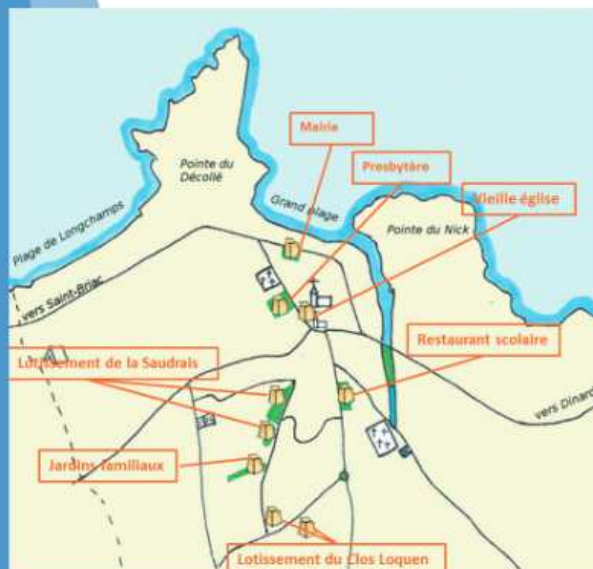 Mairie
Pointe du
Décollé
Presbytère
Grand plage
Vieille église
Plage de Longchamps
Pointe du Nick
vers Saint-Briac
Restaurant scolaire
Lotissement de la Saudrais
vers Dinard
Jardins familiaux
Lotissement du Clos Loquen